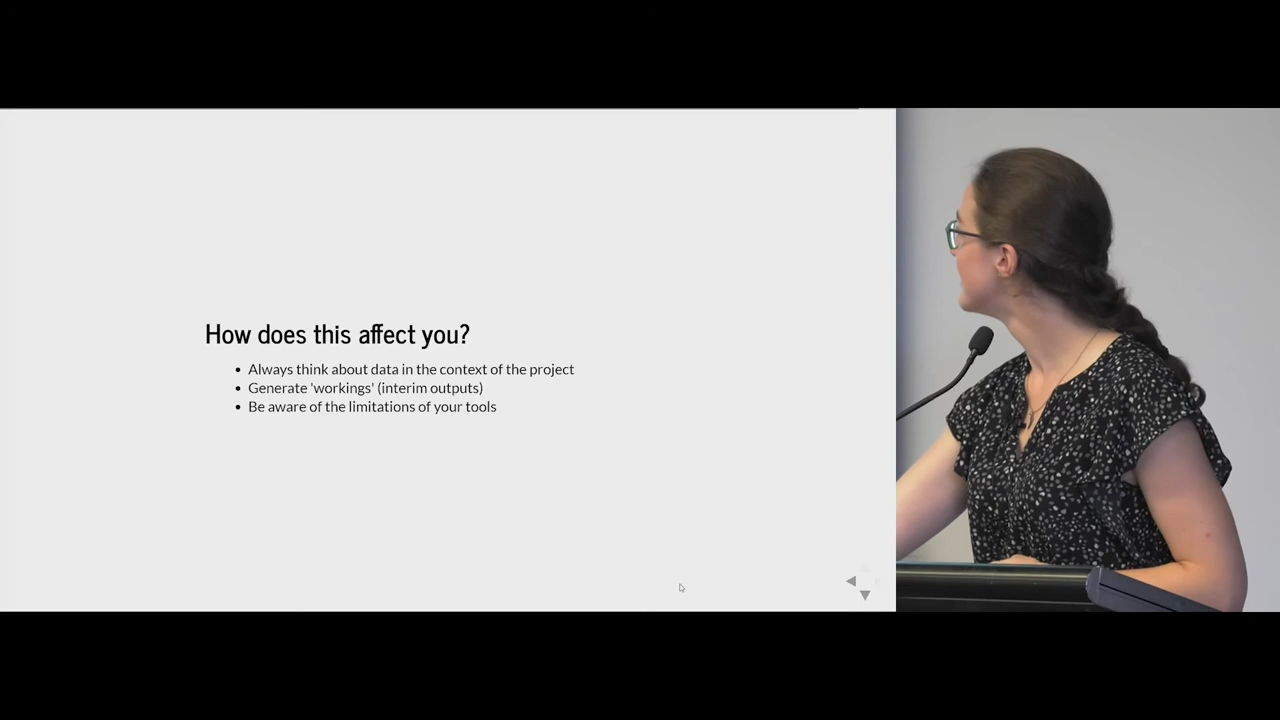 How does this affect you?
Always think about data in the context of the project
Generate 'workings' (interim outputs)
Be aware of the limitations of your tools